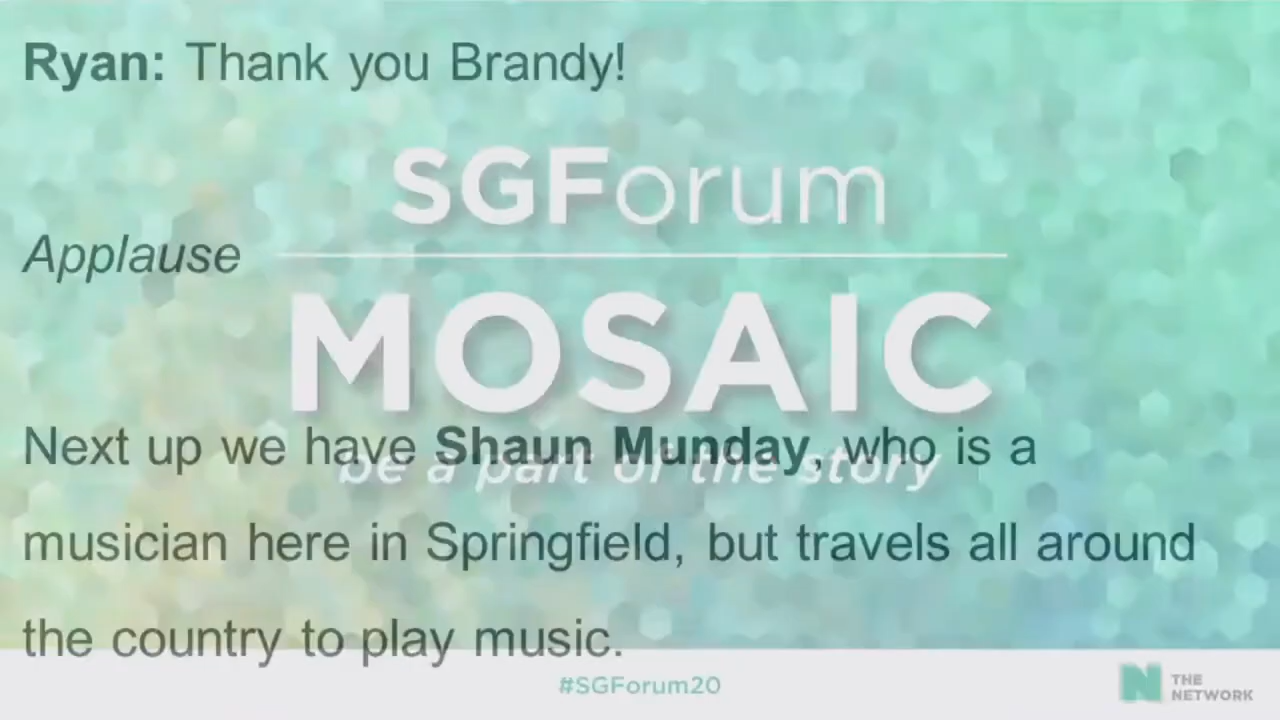 Ryan: Thank you Brandy!
SGForum
Applause
MOSAIC
Next up we have Shaun Munday, who is a
be a part of the story
musician here in Springfield, but travels all around
the country to play music.
#SGForum20
THE
NETWORK